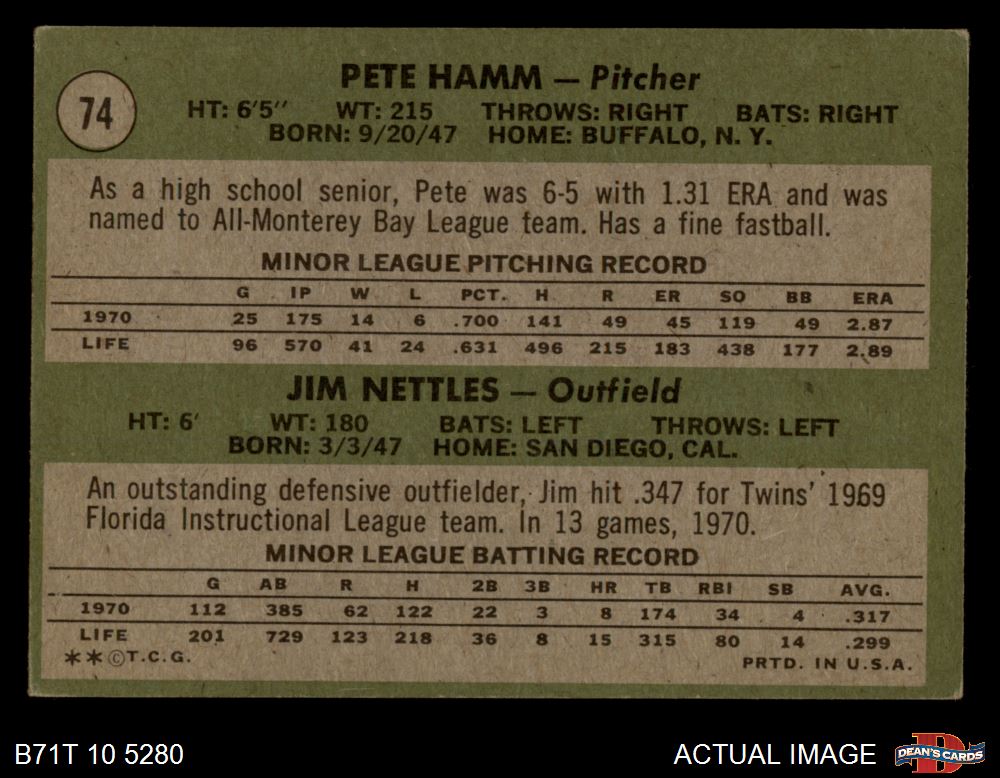 74
PETE HAMM — Pitcher
HT: 6'5" WT: 215 THROWS: RIGHT BATS: RIGHT
BORN: 9/20/47 HOME: BUFFALO, N. Y.
As a high school senior, Pete was 6-5 with 1.31 ERA and was
named to All-Monterey Bay League team. Has a fine fastball.
MINOR LEAGUE PITCHING RECORD
G IP W L PCT. H R ER SO BB ERA
1970 25 175 14 6 .700 141 49 45 119 49 2.87
LIFE 96 570 41 24 .631 496 215 183 438 177 2.89
JIM NETTLES — Outfield
HT: 6' WT: 180 BATS: LEFT THROWS: LEFT
BORN: 3/3/47 HOME: SAN DIEGO, CAL.
An outstanding defensive outfielder, Jim hit .347 for Twins' 1969
Florida Instructional League team. In 13 games, 1970.
MINOR LEAGUE BATTING RECORD
G AB R H 2B 3B HR TB RBI SB AVG.
1970 112 385 62 122 22 3 8 174 34 4 .317
LIFE 201 729 123 218 36 8 15 315 80 14 .299
**©T.C.G. PRTD. IN U.S.A.
B71T 10 5280 ACTUAL IMAGE D DEAN'S CARDS